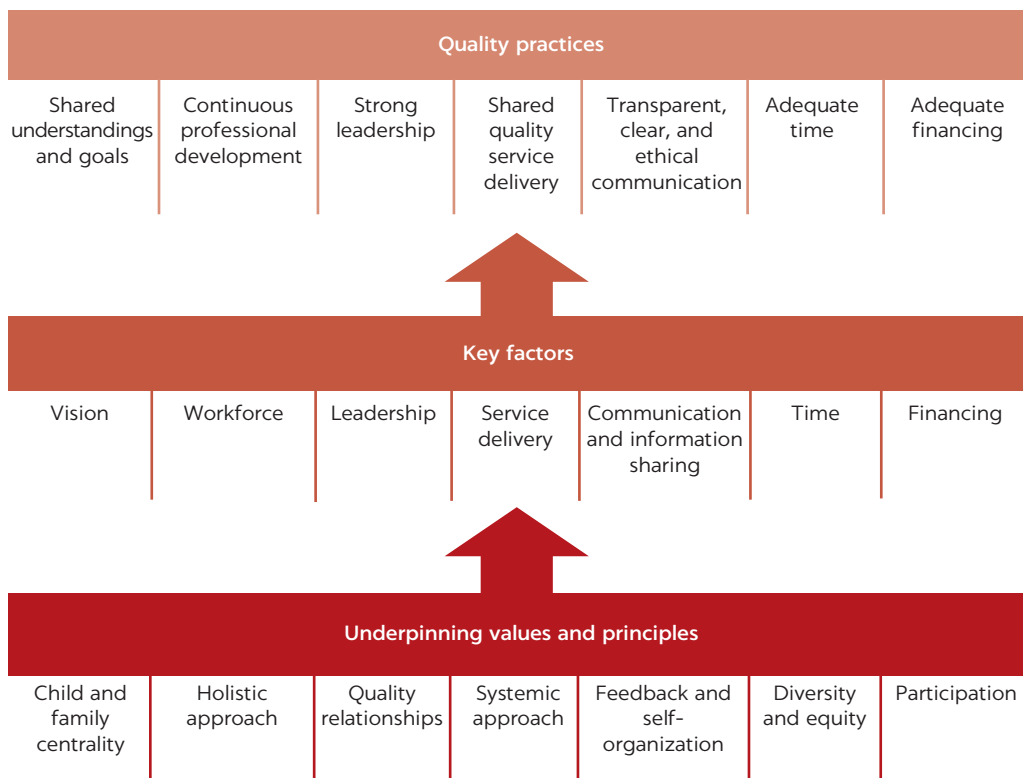 Quality practices
Shared
understandings
and goals
Continuous
professional
development
Strong
leadership
Shared
quality
service
delivery
Transparent,
clear, and
ethical
communication
Adequate
time
Adequate
financing
Key factors
Vision
Workforce
Leadership
Service
delivery
Communication
and information
sharing
Time
Financing
Underpinning values and principles
Child and
family
centrality
Holistic
approach
Quality
relationships
Systemic
approach
Feedback and
self-
organization
Diversity
and equity
Participation